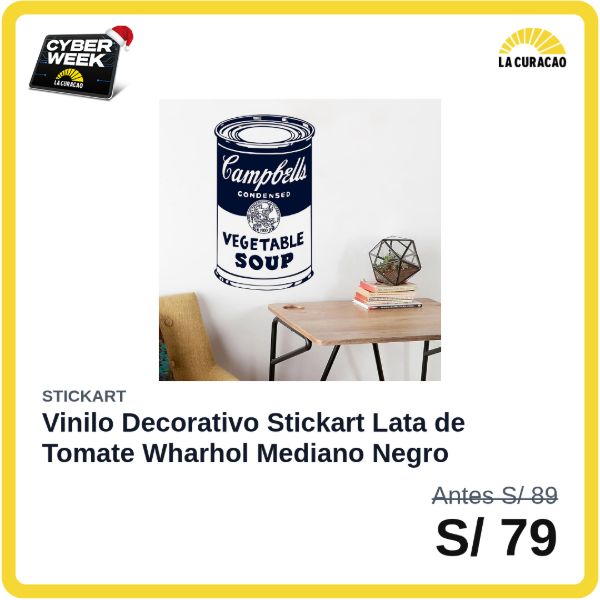 CYBER
WEEK
LA CURACAO
LA CURACAO
Campbell's
CONDENSED
VEGETABLE
SOUP
STICKART
Vinilo Decorativo Stickart Lata de
Tomate Wharhol Mediano Negro
Antes S/ 89
S/ 79